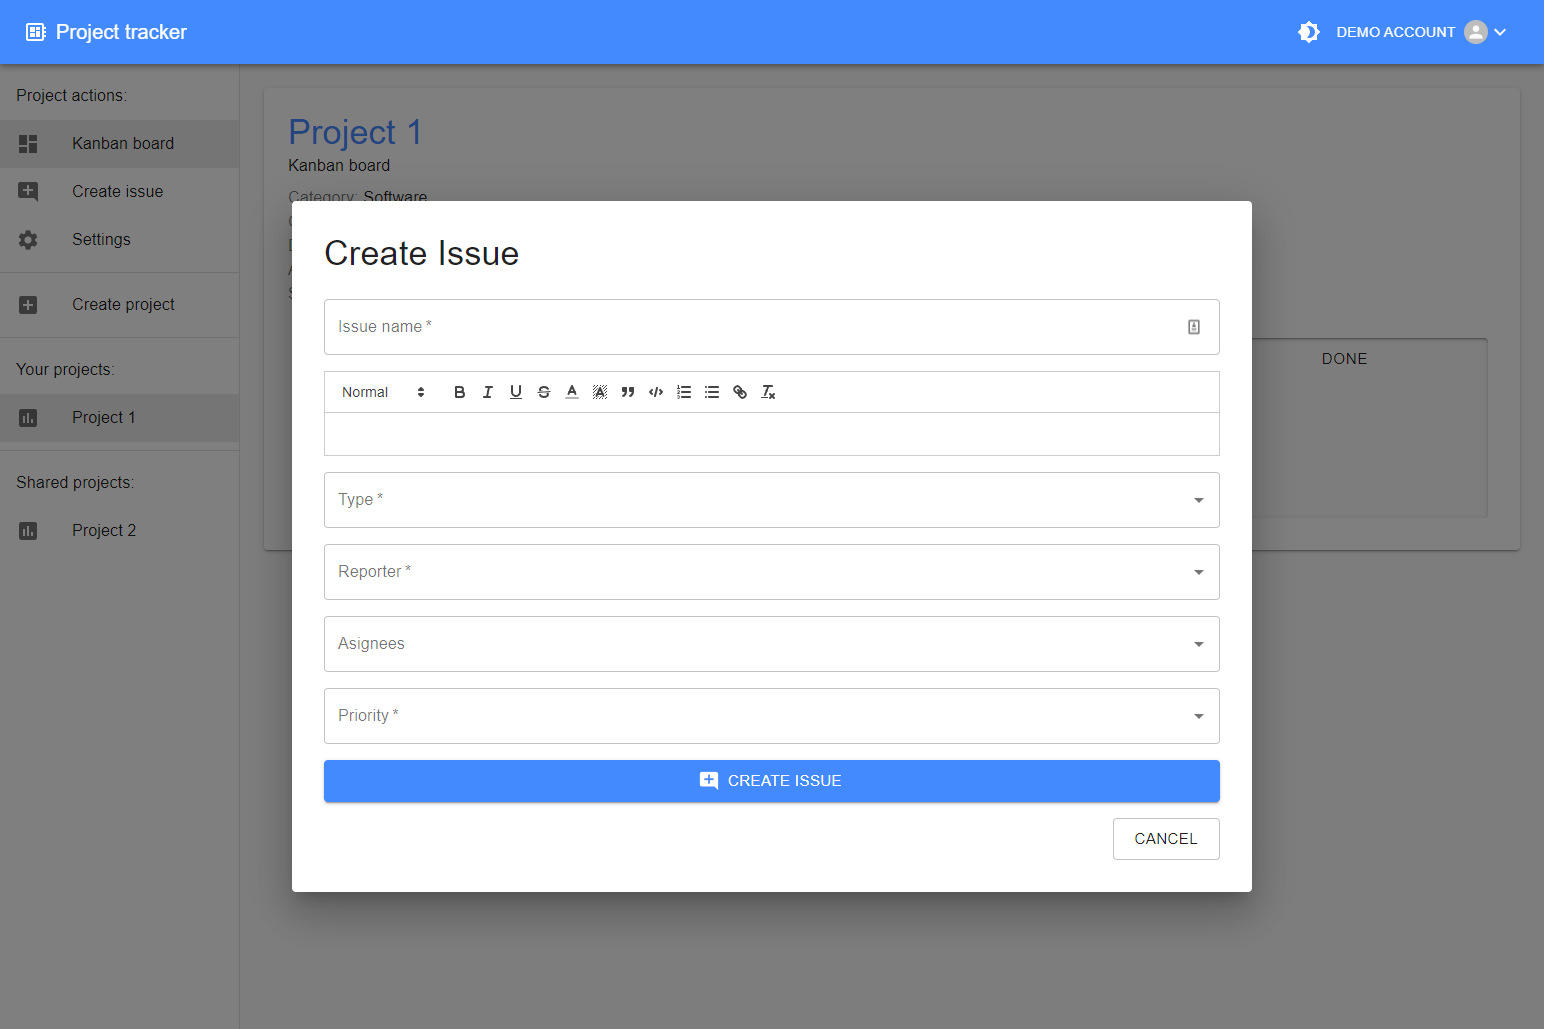 Project tracker
DEMO ACCOUNT
Project actions:
Kanban board
Create issue
Settings
Create project
Your projects:
Project 1
Shared projects:
Project 2
Project 1
Kanban board
Category: Software
DONE
Create Issue
Issue name *
Normal
Type *
Reporter *
Asignees
Priority *
CREATE ISSUE
CANCEL